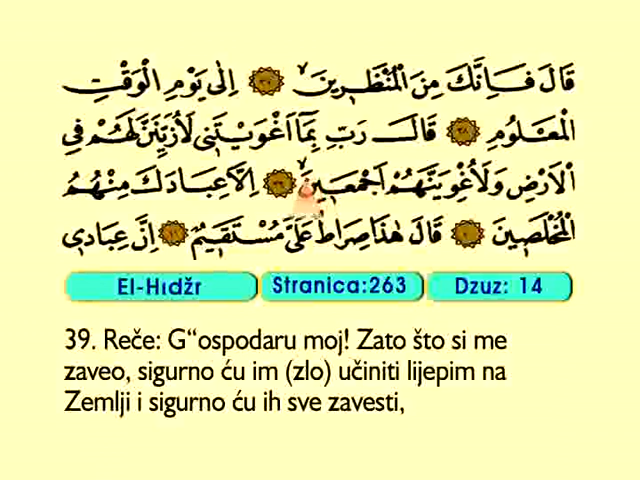 قَالَ فَاِنَّكَ مِنَ الْمُنْظَر۪ينَۙ ﴿٣٧﴾ اِلٰى يَوْمِ الْوَقْتِ
الْمَعْلُومِ ﴿٣٨﴾ قَالَ رَبِّ بِمَٓا اَغْوَيْتَن۪ي لَاُزَيِّنَنَّ لَهُمْ فِي
الْاَرْضِ وَلَاُغْوِيَنَّهُمْ اَجْمَع۪ينَۙ ﴿٣٩﴾ اِلَّا عِبَادَكَ مِنْهُمُ
الْمُخْلَص۪ينَ ﴿٤٠﴾ قَالَ هٰذَا صِرَاطٌ عَلَيَّ مُسْتَق۪يمٌ ﴿٤١﴾ اِنَّ عِبَاد۪ي
El-Hıdžr Stranica:263 Dzuz: 14
39. Reče: G“ospodaru moj! Zato što si me
zaveo, sigurno ću im (zlo) učiniti lijepim na
Zemlji i sigurno ću ih sve zavesti,